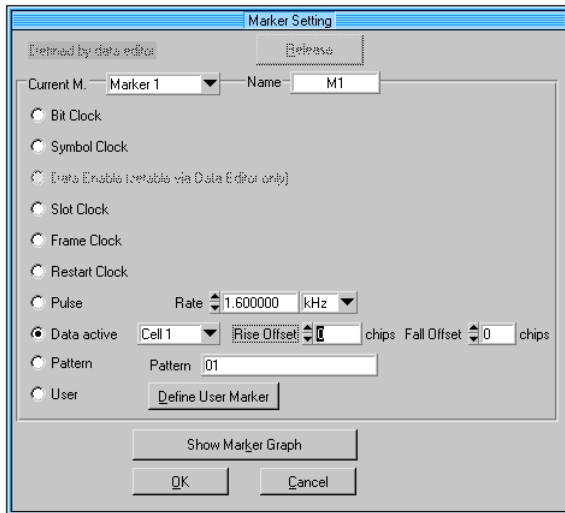 Marker Setting
Defined by data editor Release
Current M. Marker 1 Name M1
Bit Clock
Symbol Clock
Data Enable (setable via Data Editor only)
Slot Clock
Frame Clock
Restart Clock
Pulse Rate 1.600000 kHz
Data active Cell 1 Rise Offset 0 chips Fall Offset 0 chips
Pattern Pattern 01
User Define User Marker
Show Marker Graph
OK Cancel